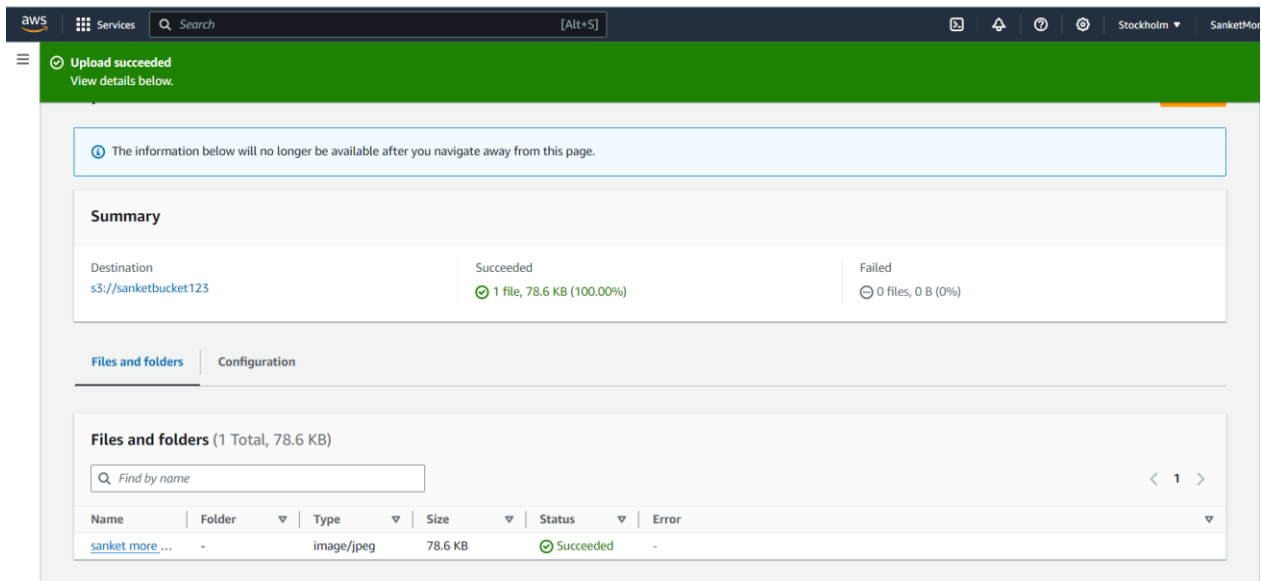 aws Services Search [Alt+S] Stockholm SanketMor
Upload succeeded
View details below.
The information below will no longer be available after you navigate away from this page.
Summary
Destination Succeeded Failed
s3://sanketbucket123 1 file, 78.6 KB (100.00%) 0 files, 0 B (0%)
Files and folders Configuration
Files and folders (1 Total, 78.6 KB)
Find by name 1
Name Folder Type Size Status Error
sanket more ... - image/jpeg 78.6 KB Succeeded -